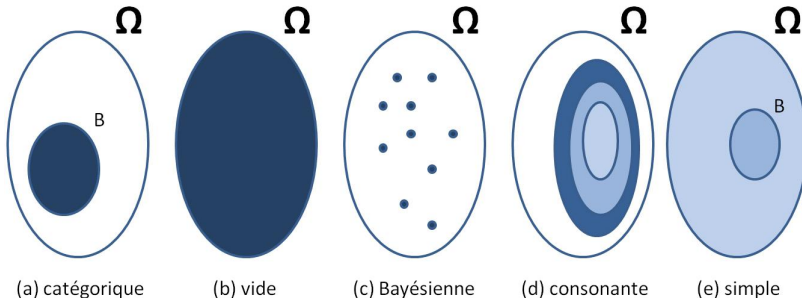 Ω Ω Ω Ω Ω
B B
(a) catégorique (b) vide (c) Bayésienne (d) consonante (e) simple